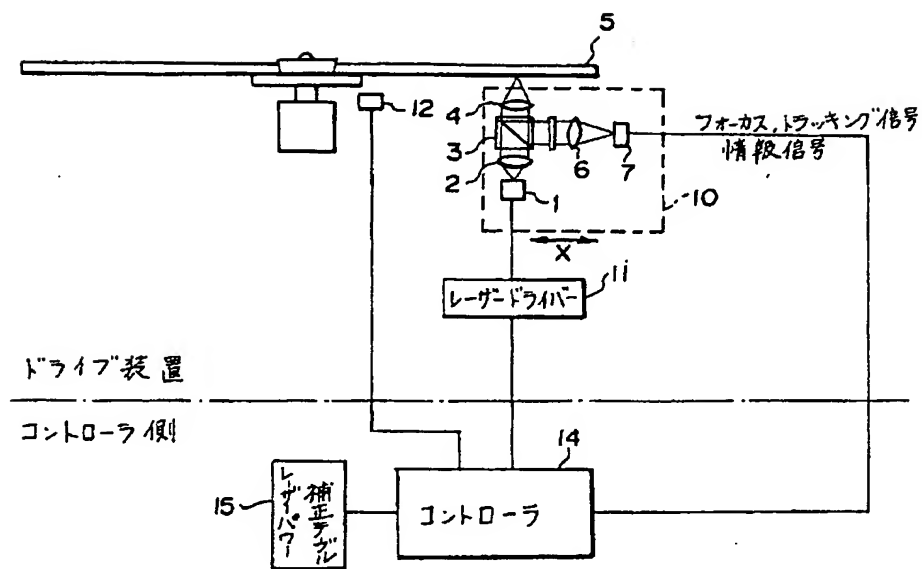 5
12
4
3
2
1
6
7
フォーカス,トラッキング信号
情報信号
10
X
レーザードライバー
11
ドライブ装置
コントローラ側
14
コントローラ
15
レーザパワー
補正テブル